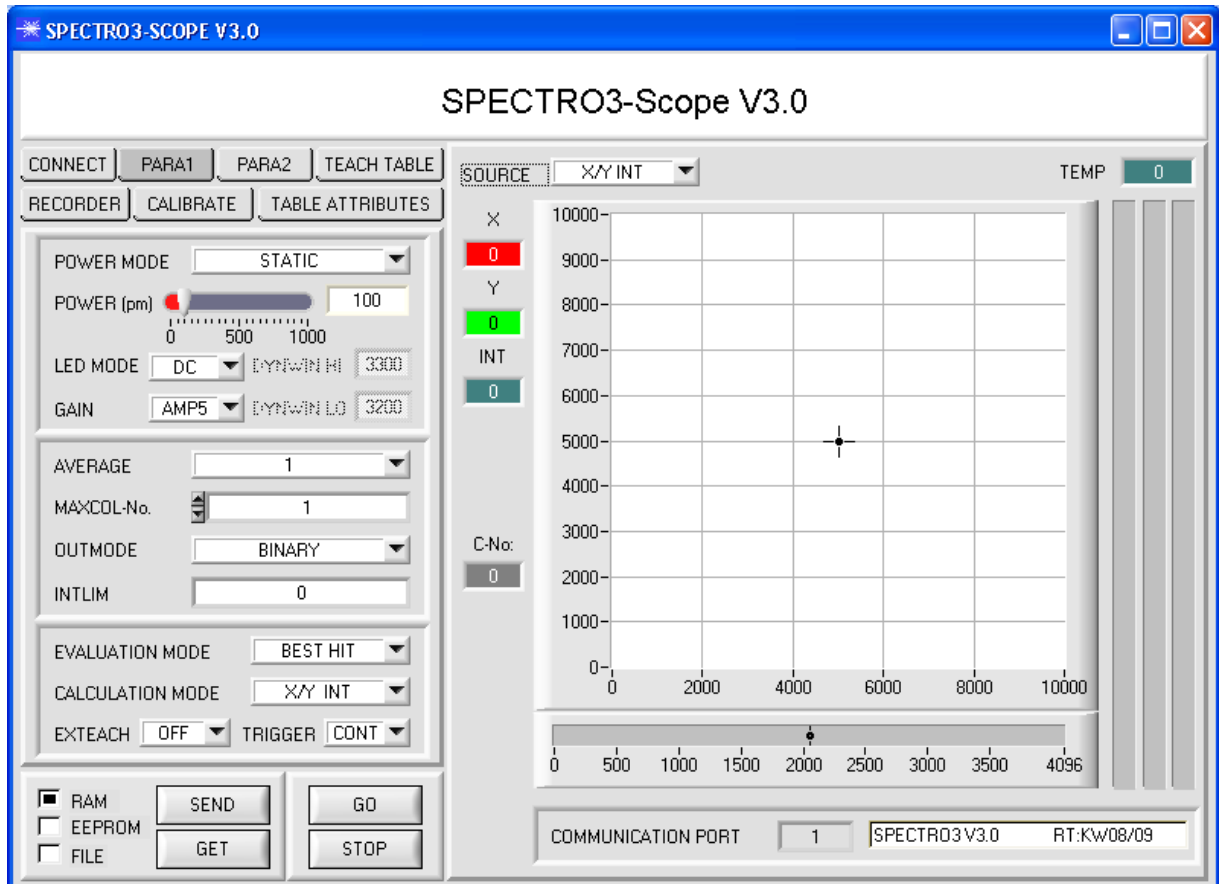 SPECTRO3-SCOPE V3.0
SPECTRO3-Scope V3.0
CONNECT PARA1 PARA2 TEACH TABLE
RECORDER CALIBRATE TABLE ATTRIBUTES
POWER MODE STATIC
POWER (pm) 100
0 500 1000
LED MODE DC DYNWIN HI 3300
GAIN AMP5 DYNWIN LO 3200
AVERAGE 1
MAXCOL-No. 1
OUTMODE BINARY
INTLIM 0
EVALUATION MODE BEST HIT
CALCULATION MODE X/Y INT
EXTEACH OFF TRIGGER CONT
RAM
EEPROM
FILE
SEND
GET
GO
STOP
SOURCE X/Y INT
TEMP 0
X
0
Y
0
INT
0
C-No:
0
10000
9000
8000
7000
6000
5000
4000
3000
2000
1000
0
0 2000 4000 6000 8000 10000
0 500 1000 1500 2000 2500 3000 3500 4096
COMMUNICATION PORT 1 SPECTRO3 V3.0 RT:KW08/09